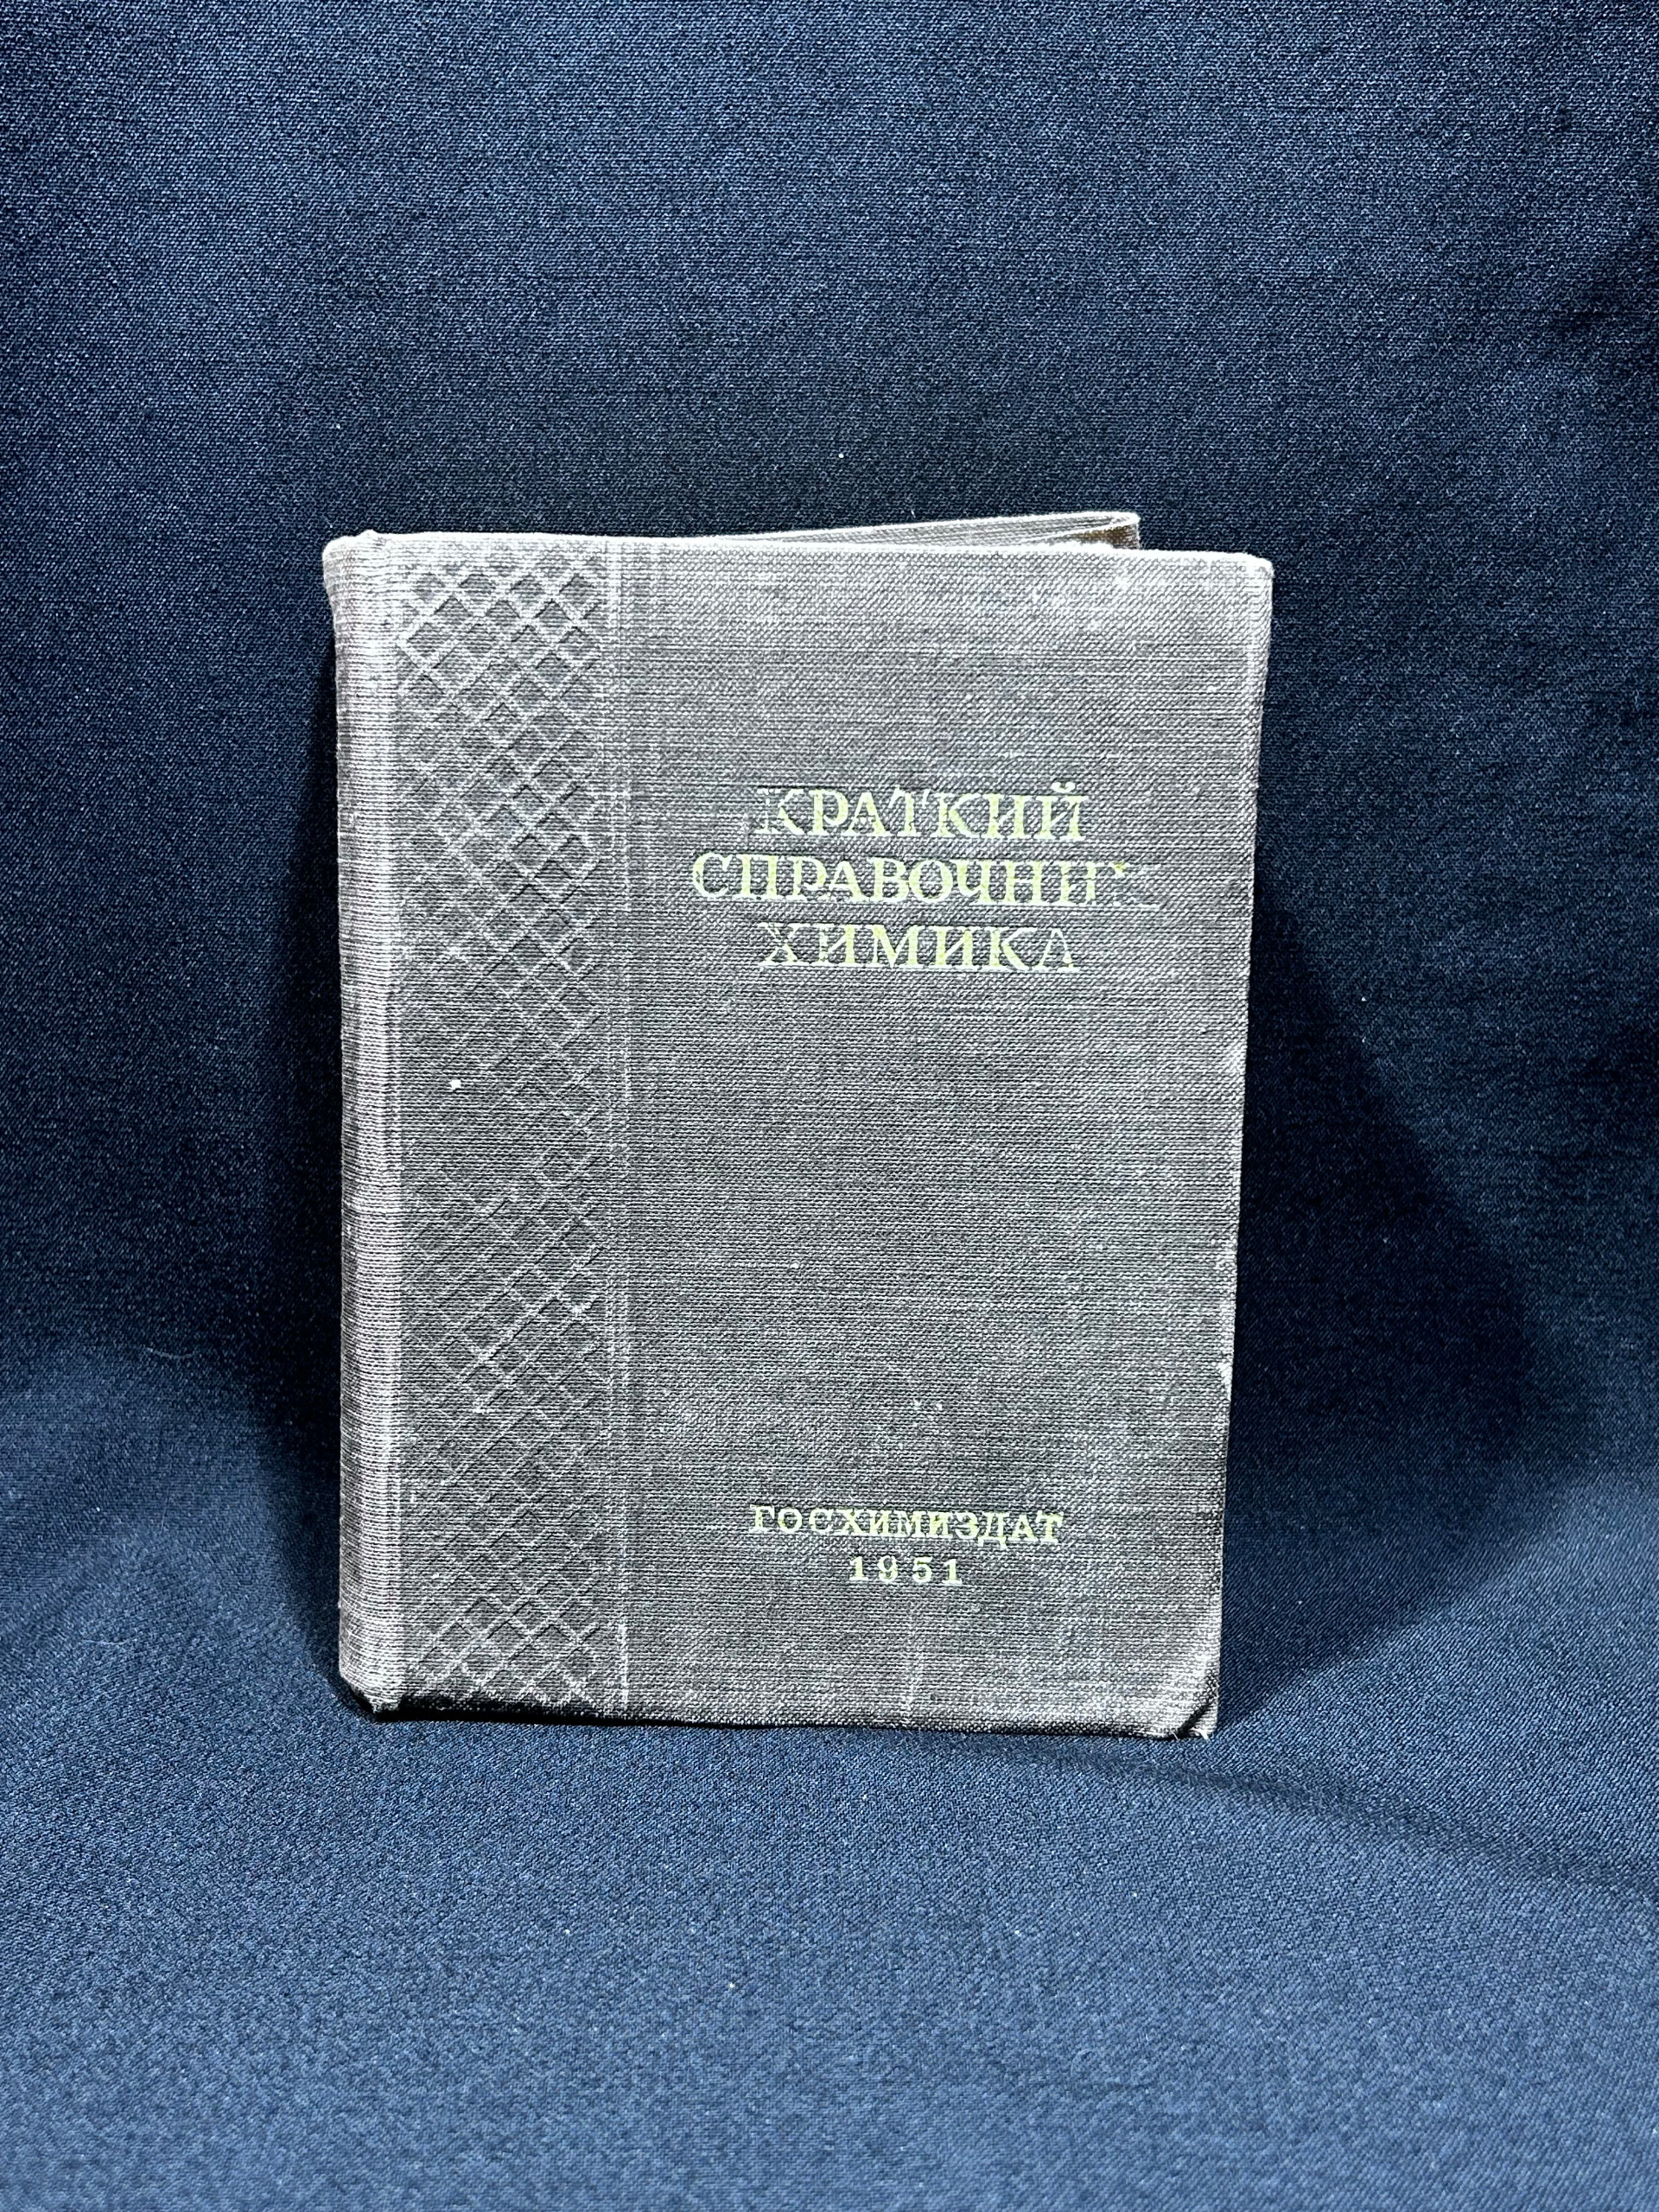 КРАТКИЙ
СПРАВОЧНИК
ХИМИКА
ГОСХИМИЗДАТ
1951